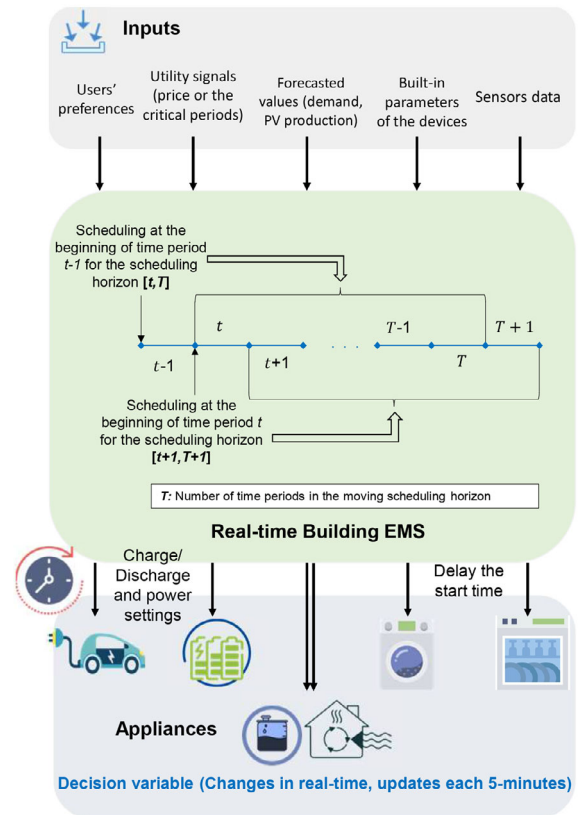 Inputs
Users'
preferences
Utility signals
(price or the
critical periods)
Forecasted
values (demand,
PV production)
Built-in
parameters
of the devices
Sensors data
Scheduling at the
beginning of time period
t-1 for the scheduling
horizon [t,T]
t
T-1
T + 1
t-1
t+1
. . .
T
Scheduling at the
beginning of time period t
for the scheduling horizon
[t+1,T+1]
T: Number of time periods in the moving scheduling horizon
Real-time Building EMS
Charge/
Discharge
and power
settings
Delay the
start time
Appliances
Decision variable (Changes in real-time, updates each 5-minutes)